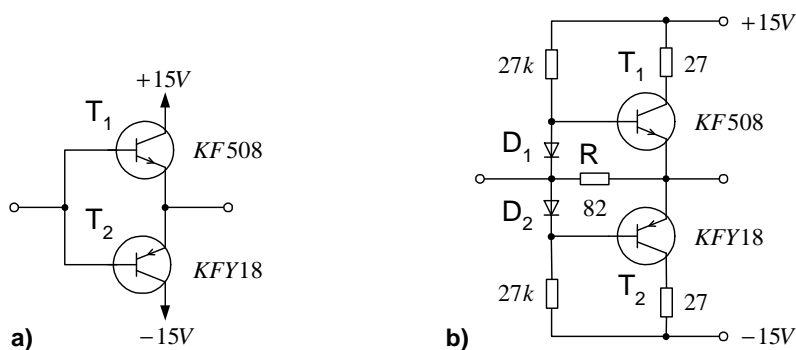 +15V
T1
KF508
T2
KFY18
−15V
a)
+15V
27k
T1
27
KF508
D1
R
82
D2
KFY18
27k
T2
27
−15V
b)